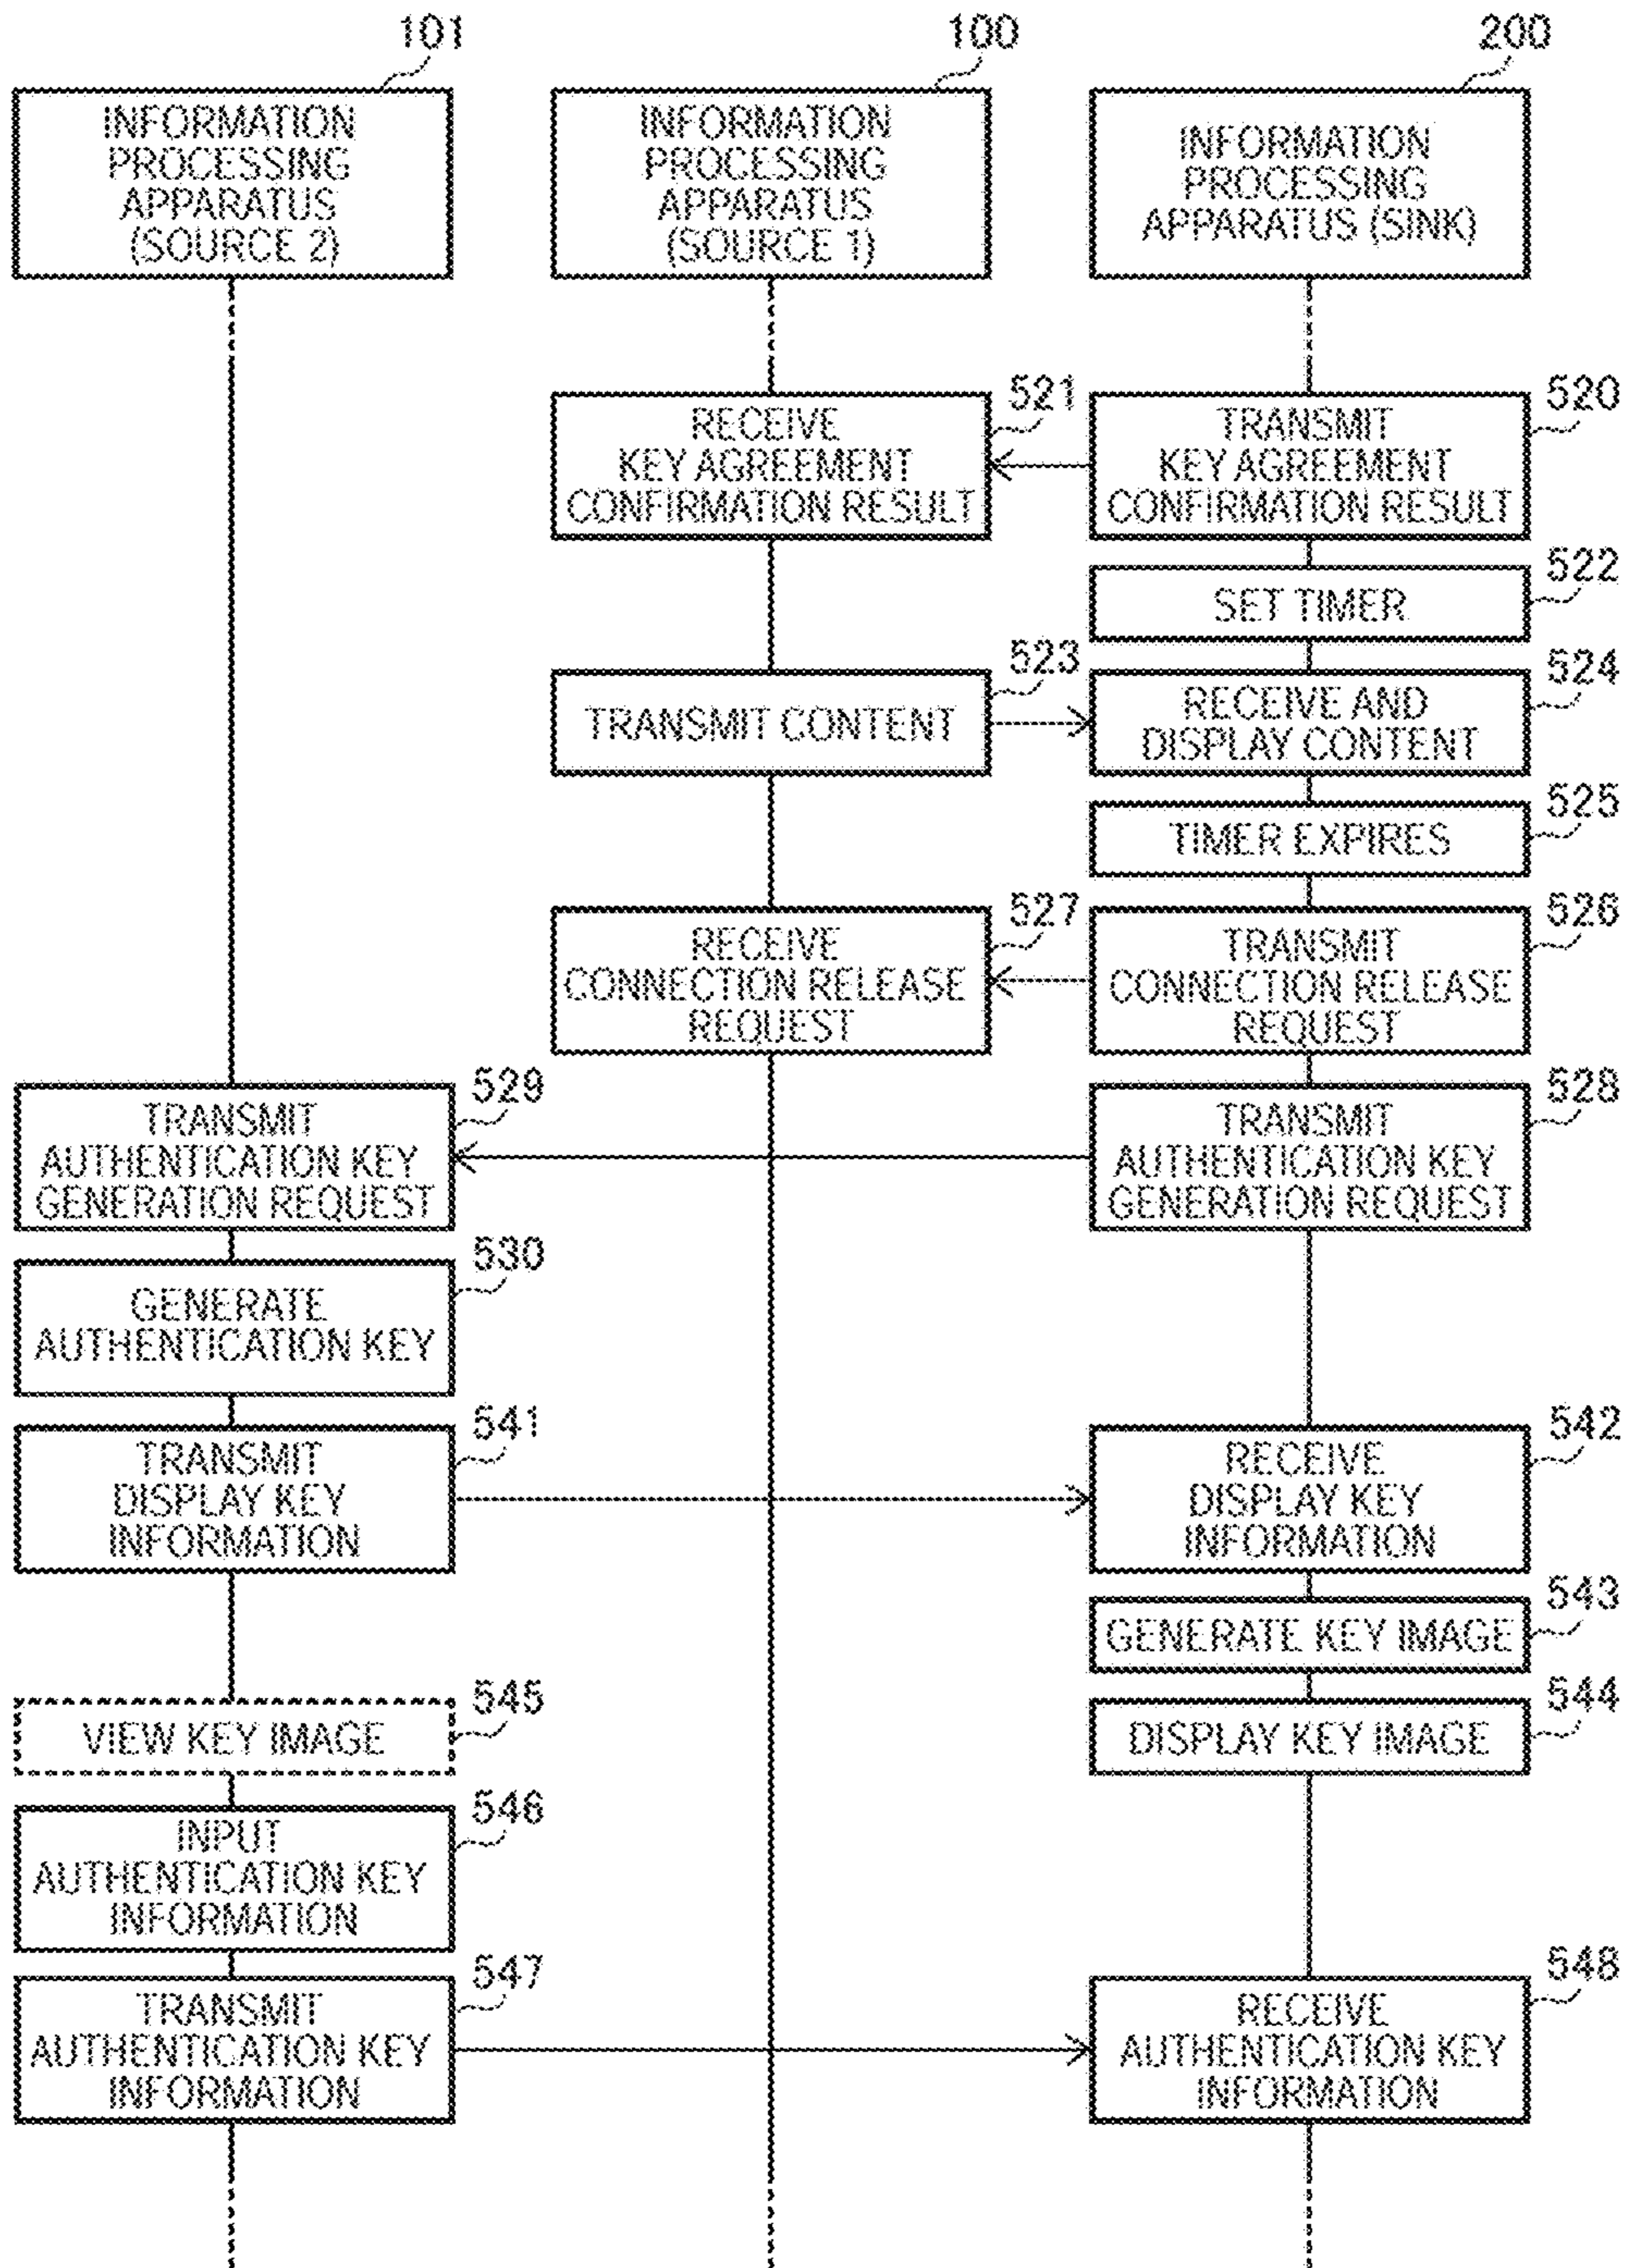 101
INFORMATION
PROCESSING
APPARATUS
(SOURCE 2)
100
INFORMATION
PROCESSING
APPARATUS
(SOURCE 1)
200
INFORMATION
PROCESSING
APPARATUS (SINK)
521
RECEIVE
KEY AGREEMENT
CONFIRMATION RESULT
520
TRANSMIT
KEY AGREEMENT
CONFIRMATION RESULT
522
SET TIMER
523
TRANSMIT CONTENT
524
RECEIVE AND
DISPLAY CONTENT
525
TIMER EXPIRES
527
RECEIVE
CONNECTION RELEASE
REQUEST
526
TRANSMIT
CONNECTION RELEASE
REQUEST
529
TRANSMIT
AUTHENTICATION KEY
GENERATION REQUEST
528
TRANSMIT
AUTHENTICATION KEY
GENERATION REQUEST
530
GENERATE
AUTHENTICATION KEY
541
TRANSMIT
DISPLAY KEY
INFORMATION
542
RECEIVE
DISPLAY KEY
INFORMATION
543
GENERATE KEY IMAGE
545
VIEW KEY IMAGE
544
DISPLAY KEY IMAGE
546
INPUT
AUTHENTICATION KEY
INFORMATION
547
TRANSMIT
AUTHENTICATION KEY
INFORMATION
548
RECEIVE
AUTHENTICATION KEY
INFORMATION